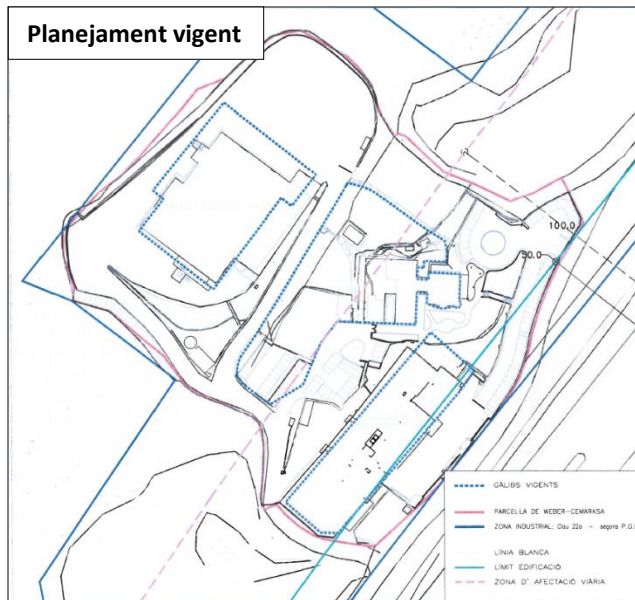 Planejament vigent
100.0
50.0
GÀLIBS VIGENTS
PARCEL·LA DE WEBER-CEMARKSA
ZONA INDUSTRIAL: Clau 22a - segons P.G.
LÍNIA BLANCA
LÍMIT EDIFICACIÓ
ZONA D' AFECTACIÓ VIÀRIA